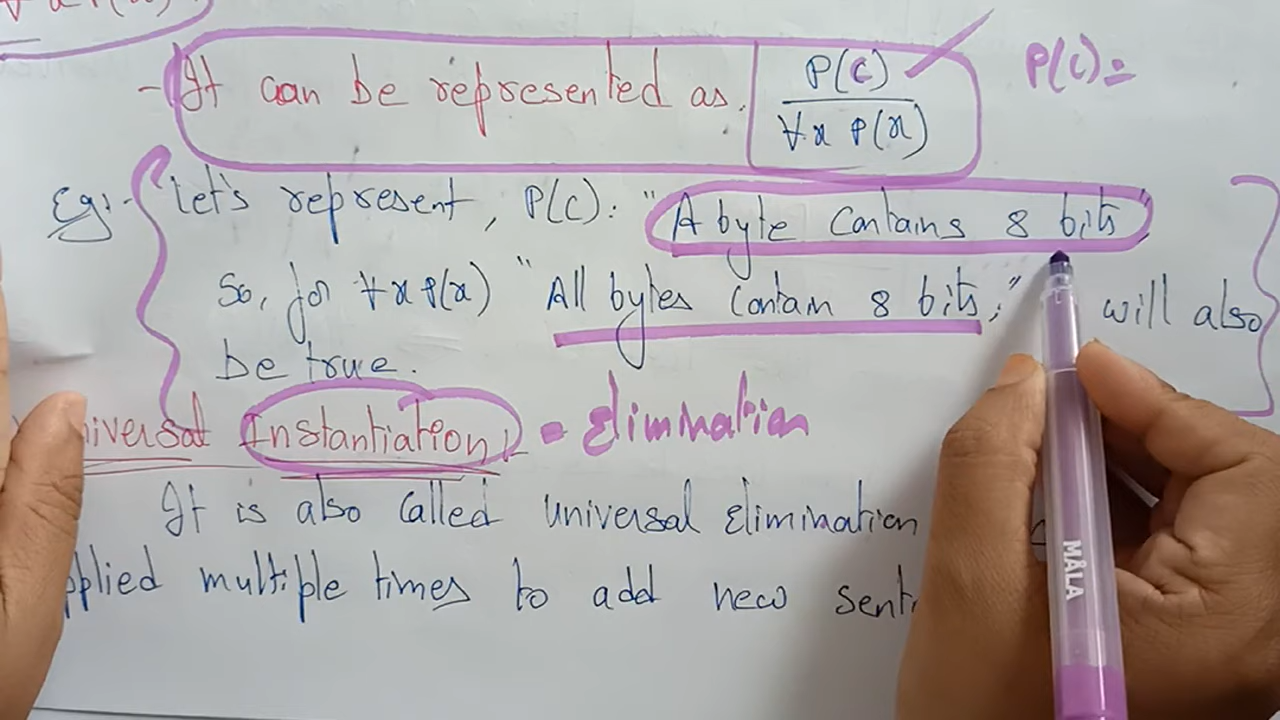 - It can be represented as. P(C)
∀x P(x)
P(C) =
Eg:- Let's represent, P(C): "A byte contains 8 bits"
So, for ∀x P(x) "All bytes contain 8 bits," will also
be true.
Universal Instantiation:- = Elimination
It is also called universal elimination
applied multiple times to add new
MÅLA